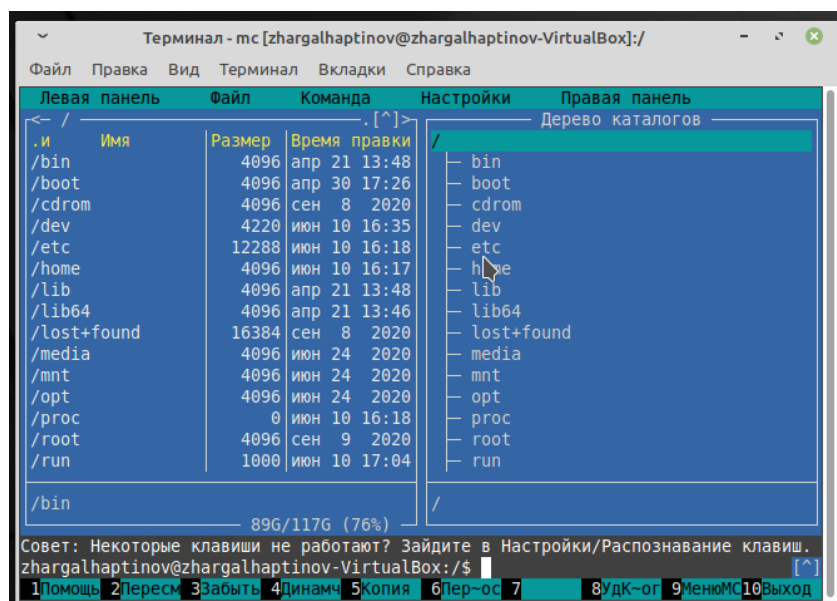 Терминал - mc [zhargalhaptinov@zhargalhaptinov-VirtualBox]:/
Файл Правка Вид Терминал Вкладки Справка
Левая панель Файл Команда Настройки Правая панель
<- / .[^]> Дерево каталогов
.и Имя Размер Время правки /
/bin 4096 апр 21 13:48 bin
/boot 4096 апр 30 17:26 boot
/cdrom 4096 сен 8 2020 cdrom
/dev 4220 июн 10 16:35 dev
/etc 12288 июн 10 16:18 etc
/home 4096 июн 10 16:17 home
/lib 4096 апр 21 13:48 lib
/lib64 4096 апр 21 13:46 lib64
/lost+found 16384 сен 8 2020 lost+found
/media 4096 июн 24 2020 media
/mnt 4096 июн 24 2020 mnt
/opt 4096 июн 24 2020 opt
/proc 0 июн 10 16:18 proc
/root 4096 сен 9 2020 root
/run 1000 июн 10 17:04 run
/bin /
89G/117G (76%)
Совет: Некоторые клавиши не работают? Зайдите в Настройки/Распознавание клавиш.
zhargalhaptinov@zhargalhaptinov-VirtualBox:/$ [^]
1Помощь 2Пересм 3Забыть 4Динамч 5Копия 6Пер~ос 7 8УдК~ог 9МенюMC 10Выход